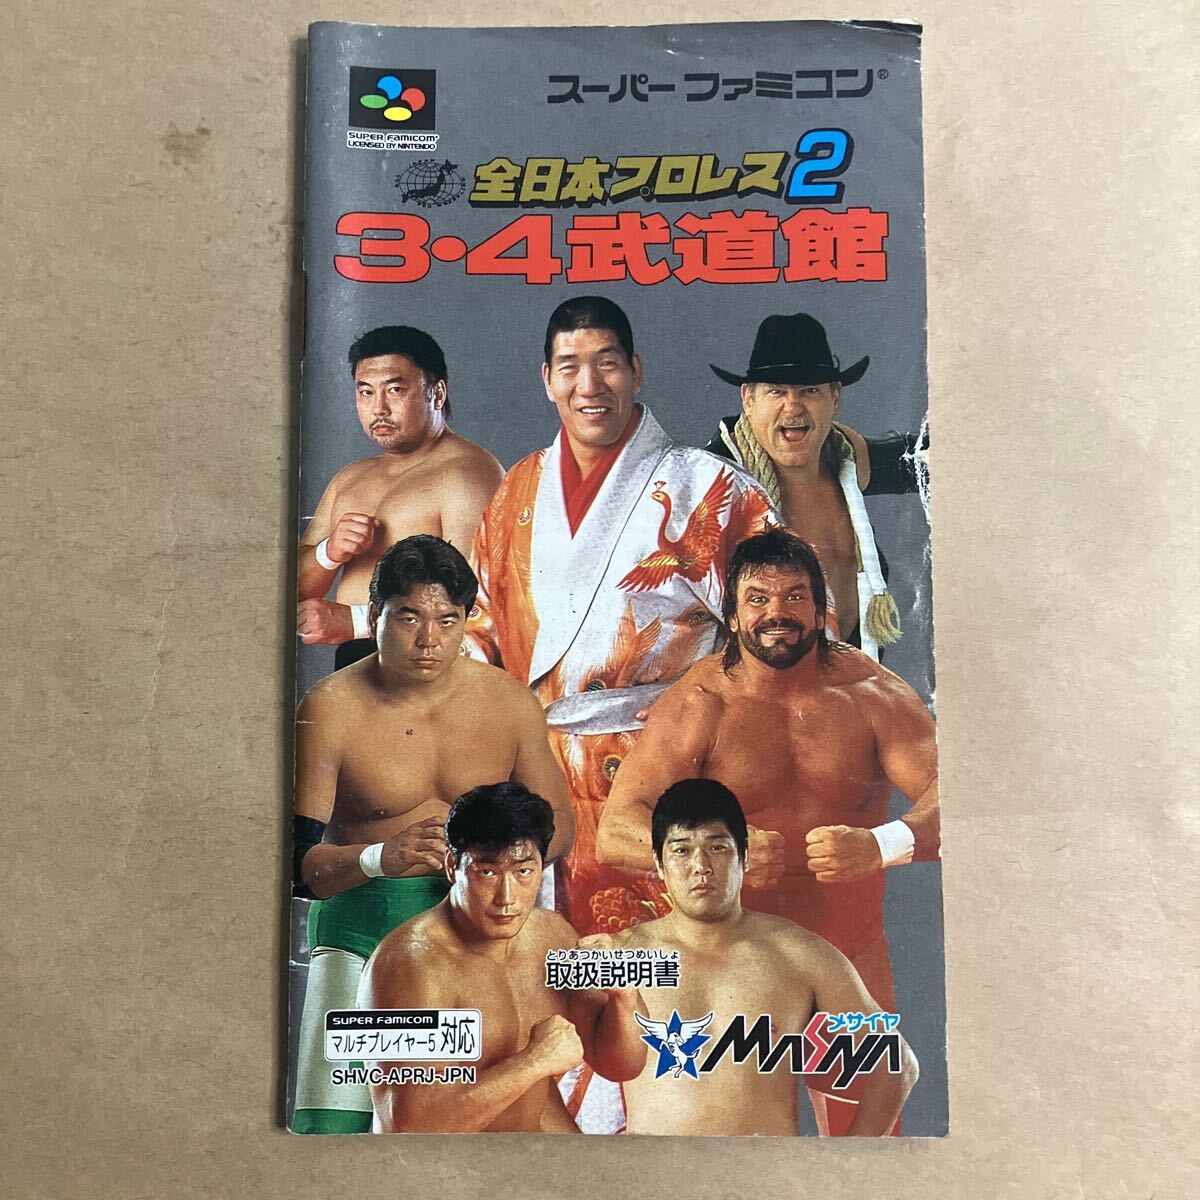 スーパーファミコン®
SUPER FAMICOM
LICENSED BY NINTENDO
全日本プロレス2
3・4武道館
とりあつかいせつめいしょ
取扱説明書
SUPER FAMICOM
マルチプレイヤー5 対応
SHVC-APRJ-JPN
メサイヤ
MASAYA